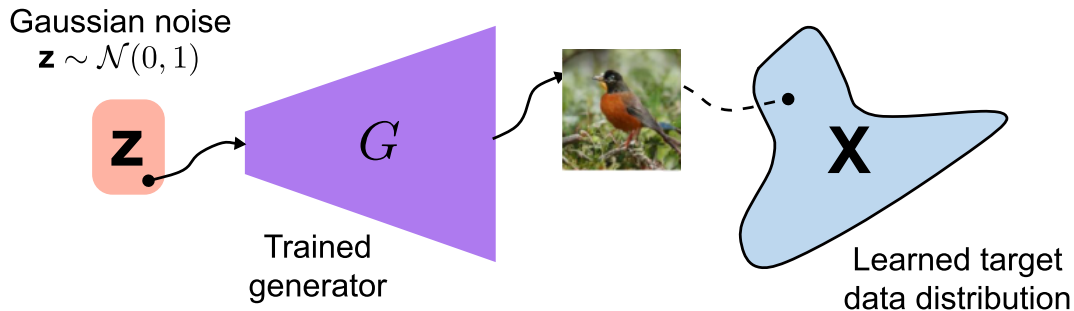 Gaussian noise
z ∼ 𝒩(0, 1)
z
G
Trained
generator
X
Learned target
data distribution